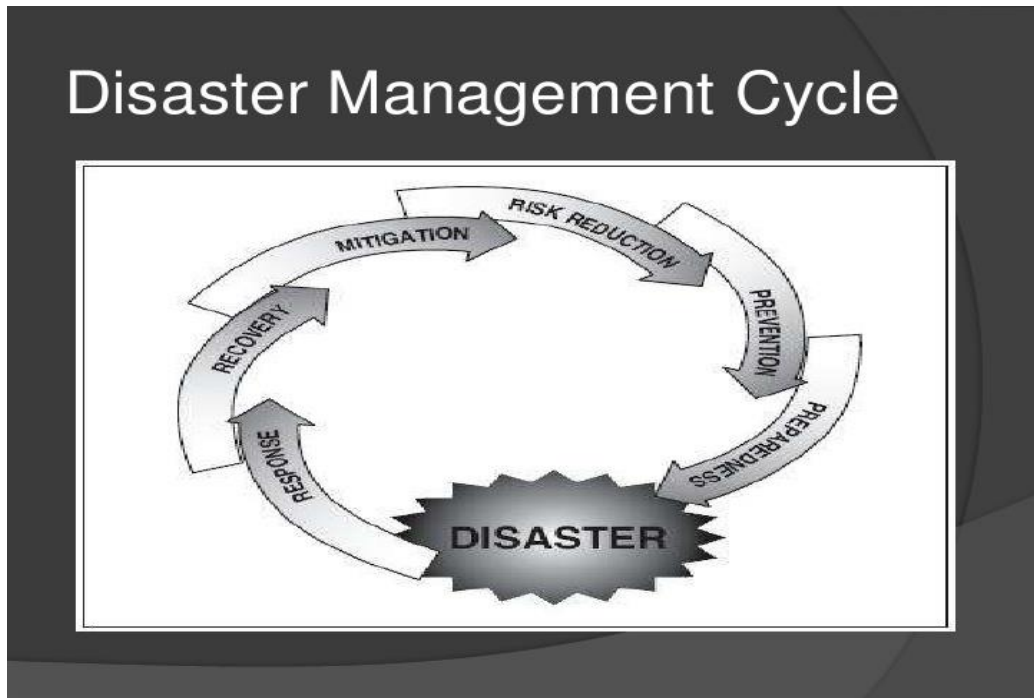 Disaster Management Cycle
RISK REDUCTION
MITIGATION
PREVENTION
RECOVERY
PREPAREDNESS
RESPONSE
DISASTER